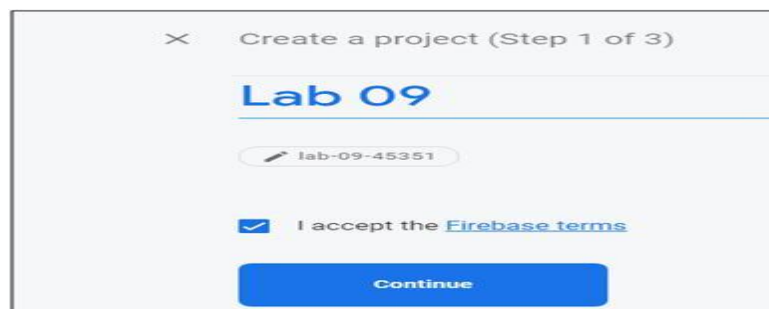 Create a project (Step 1 of 3)
Lab 09
lab-09-45351
I accept the Firebase terms
Continue